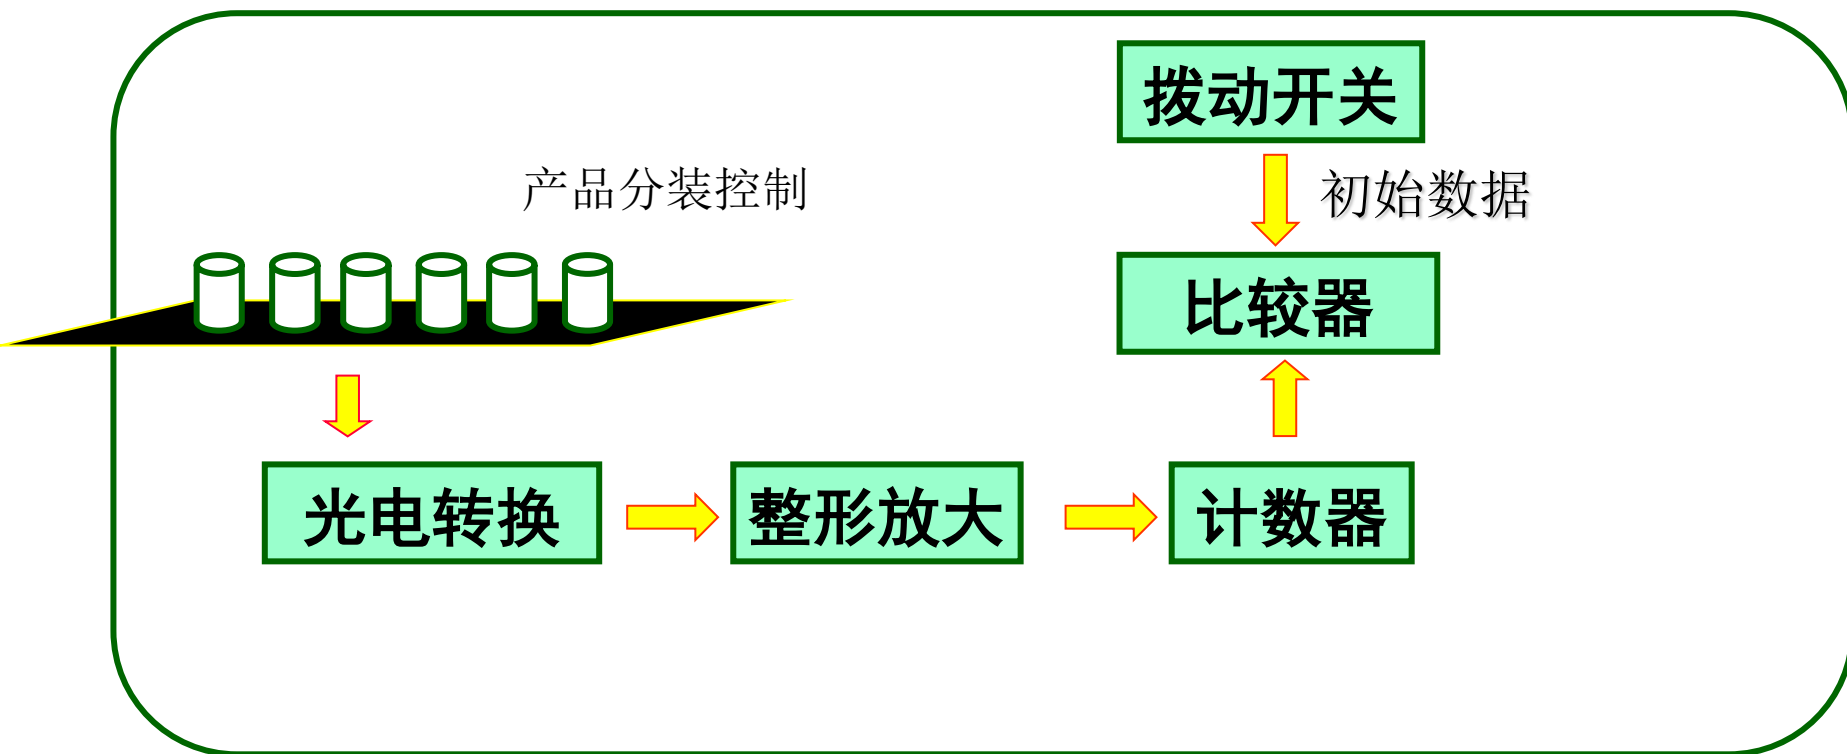 拨动开关
产品分装控制
初始数据
比较器
光电转换
整形放大
计数器